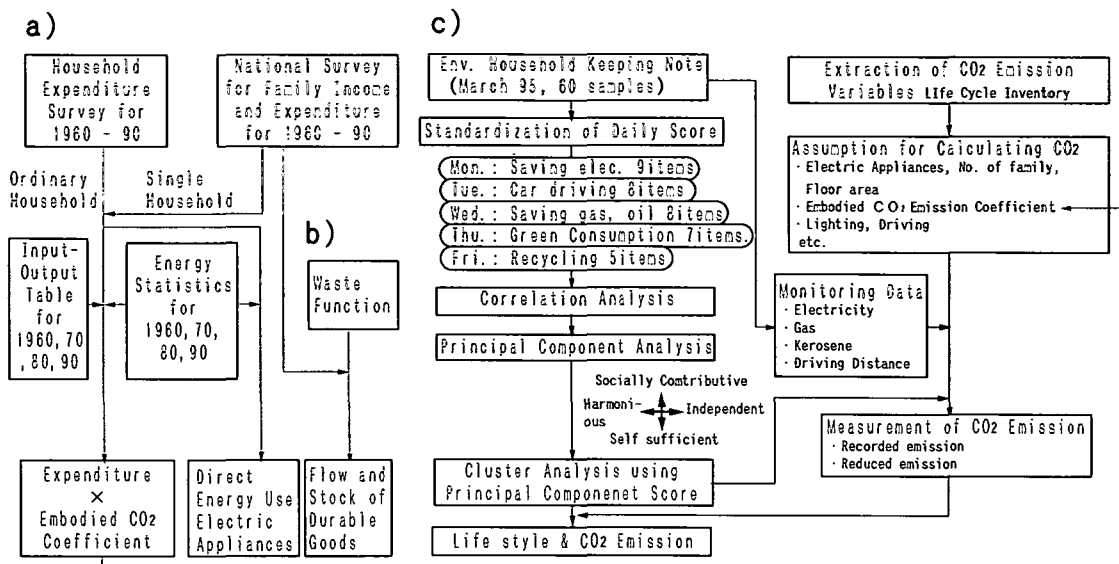 a)
Household
Expenditure
Survey for
1960 - 90
National Survey
for Family Income
and Expenditure
for 1960 - 90
Ordinary
Household
Single
Household
b)
Input-
Output
Table
for
1960, 70
, 80, 90
Energy
Statistics
for
1960, 70,
80, 90
Waste
Function
Expenditure
×
Embodied CO2
Coefficient
Direct
Energy Use
Electric
Appliances
Flow and
Stock of
Durable
Goods
c)
Env. Household Keeping Note
(March 95, 60 samples)
Standardization of Daily Score
Mon.: Saving elec. 9items
Tue.: Car driving 8items
Wed.: Saving gas, oil 8items
Thu.: Green Consumption 7items.
Fri.: Recycling 5items
Correlation Analysis
Principal Component Analysis
Socially Comtributive
Harmoni-
ous
Independent
Self sufficient
Cluster Analysis using
Principal Componenet Score
Life style & CO2 Emission
Extraction of CO2 Emission
Variables Life Cycle Inventory
Assumption for Calculating CO2
・Electric Appliances, No. of family,
Floor area
・Embodied CO2 Emission Coefficient
・Lighting, Driving
etc.
Monitoring Data
・Electricity
・Gas
・Kerosene
・Driving Distance
Measurement of CO2 Emission
・Recorded emission
・Reduced emission